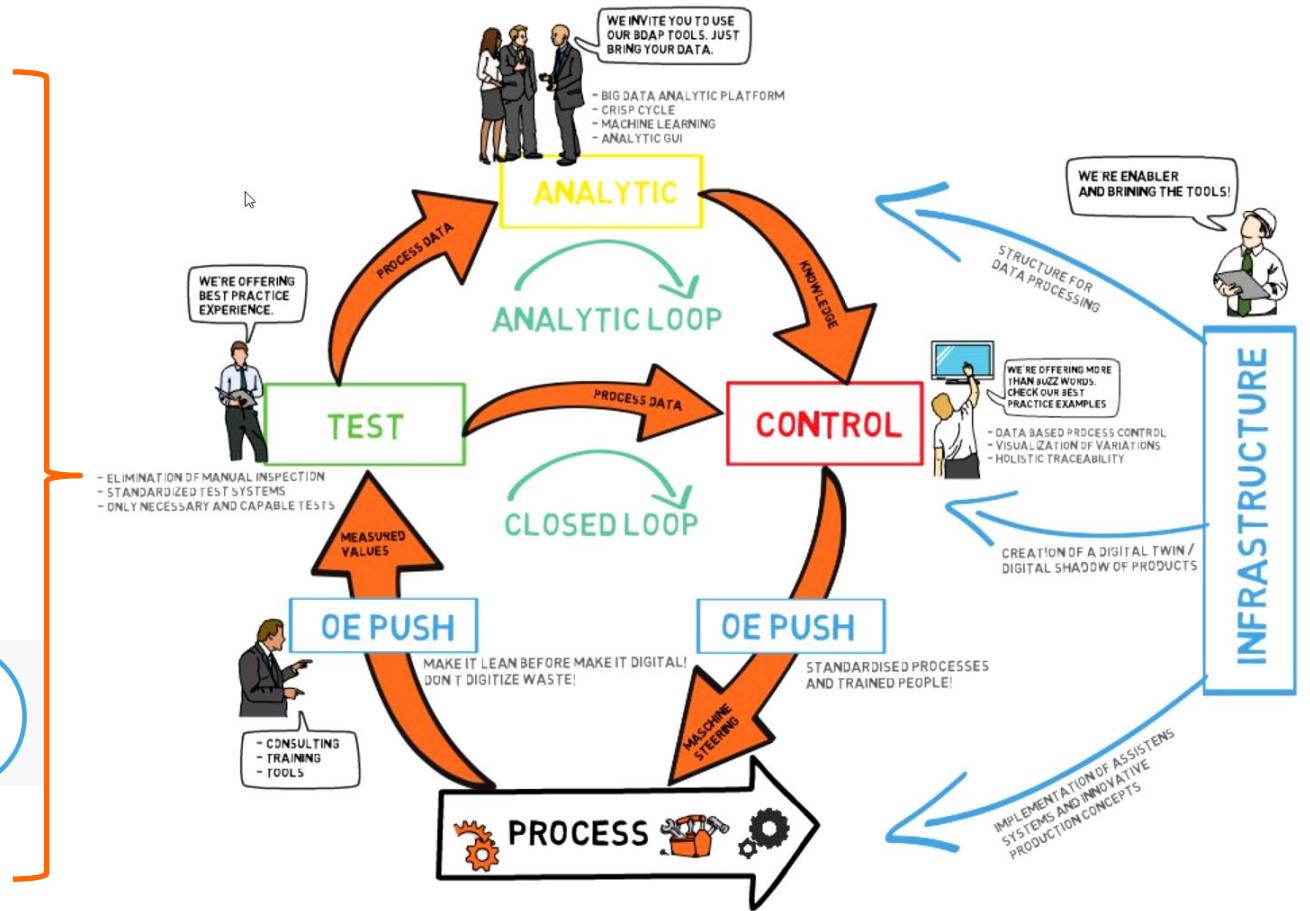 WE INVITE YOU TO USE
OUR BDAP TOOLS. JUST
BRING YOUR DATA.
- BIG DATA ANALYTIC PLATFORM
- CRISP CYCLE
- MACHINE LEARNING
- ANALYTIC GUI
ANALYTIC
WE'RE ENABLER
AND BRINING THE TOOLS!
PROCESS DATA
KNOWLEDGE
STRUCTURE FOR
DATA PROCESSING
WE'RE OFFERING
BEST PRACTICE
EXPERIENCE.
ANALYTIC LOOP
TEST
PROCESS DATA
CONTROL
WE'RE OFFERING MORE
THAN BUZZ WORDS.
CHECK OUR BEST
PRACTICE EXAMPLES
- DATA BASED PROCESS CONTROL
- VISUALIZATION OF VARIATIONS
- HOLISTIC TRACEABILITY
INFRASTRUCTURE
- ELIMINATION OF MANUAL INSPECTION
- STANDARDIZED TEST SYSTEMS
- ONLY NECESSARY AND CAPABLE TESTS
CLOSED LOOP
MEASURED
VALUES
CREATION OF A DIGITAL TWIN /
DIGITAL SHADOW OF PRODUCTS
OE PUSH
OE PUSH
MAKE IT LEAN BEFORE MAKE IT DIGITAL!
DON'T DIGITIZE WASTE!
STANDARDISED PROCESSES
AND TRAINED PEOPLE!
MASCHINE
STEERING
- CONSULTING
- TRAINING
- TOOLS
IMPLEMENTATION OF ASSISTENS
SYSTEMS AND INNOVATIVE
PRODUCTION CONCEPTS
PROCESS